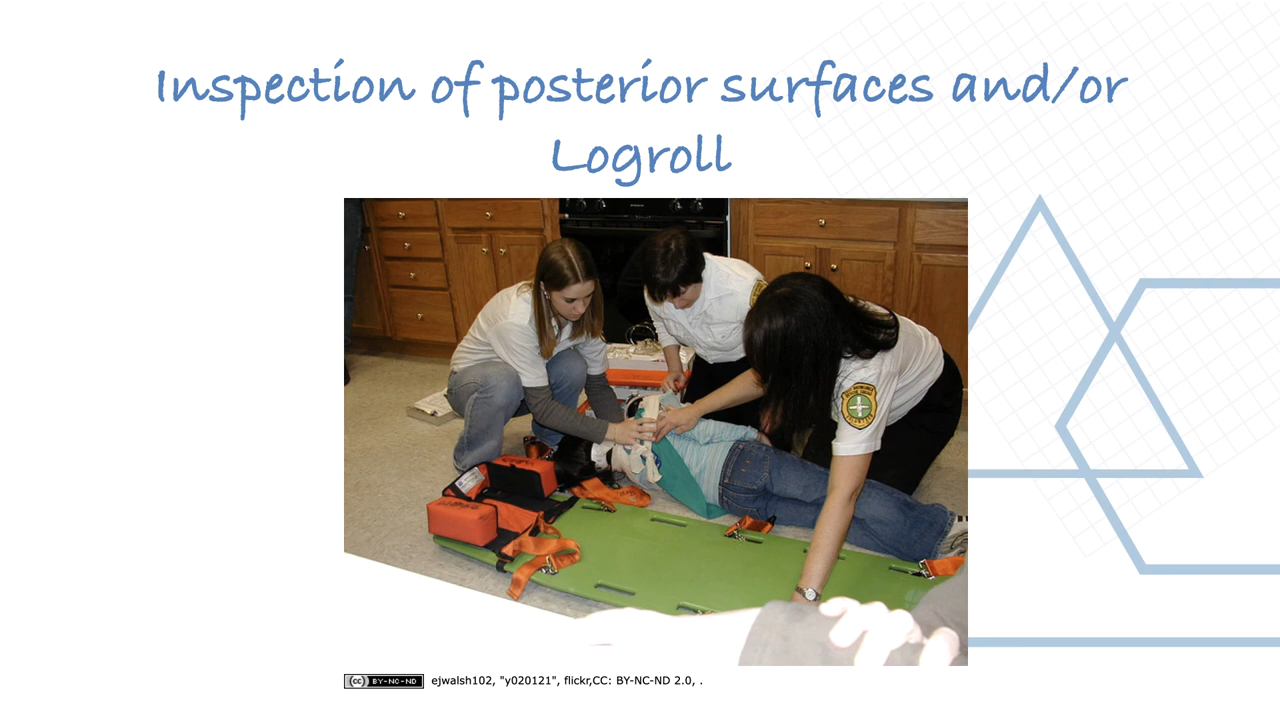 Inspection of posterior surfaces and/or
Logroll
cc BY-NC-ND ejwalsh102, "y020121", flickr,CC: BY-NC-ND 2.0, .